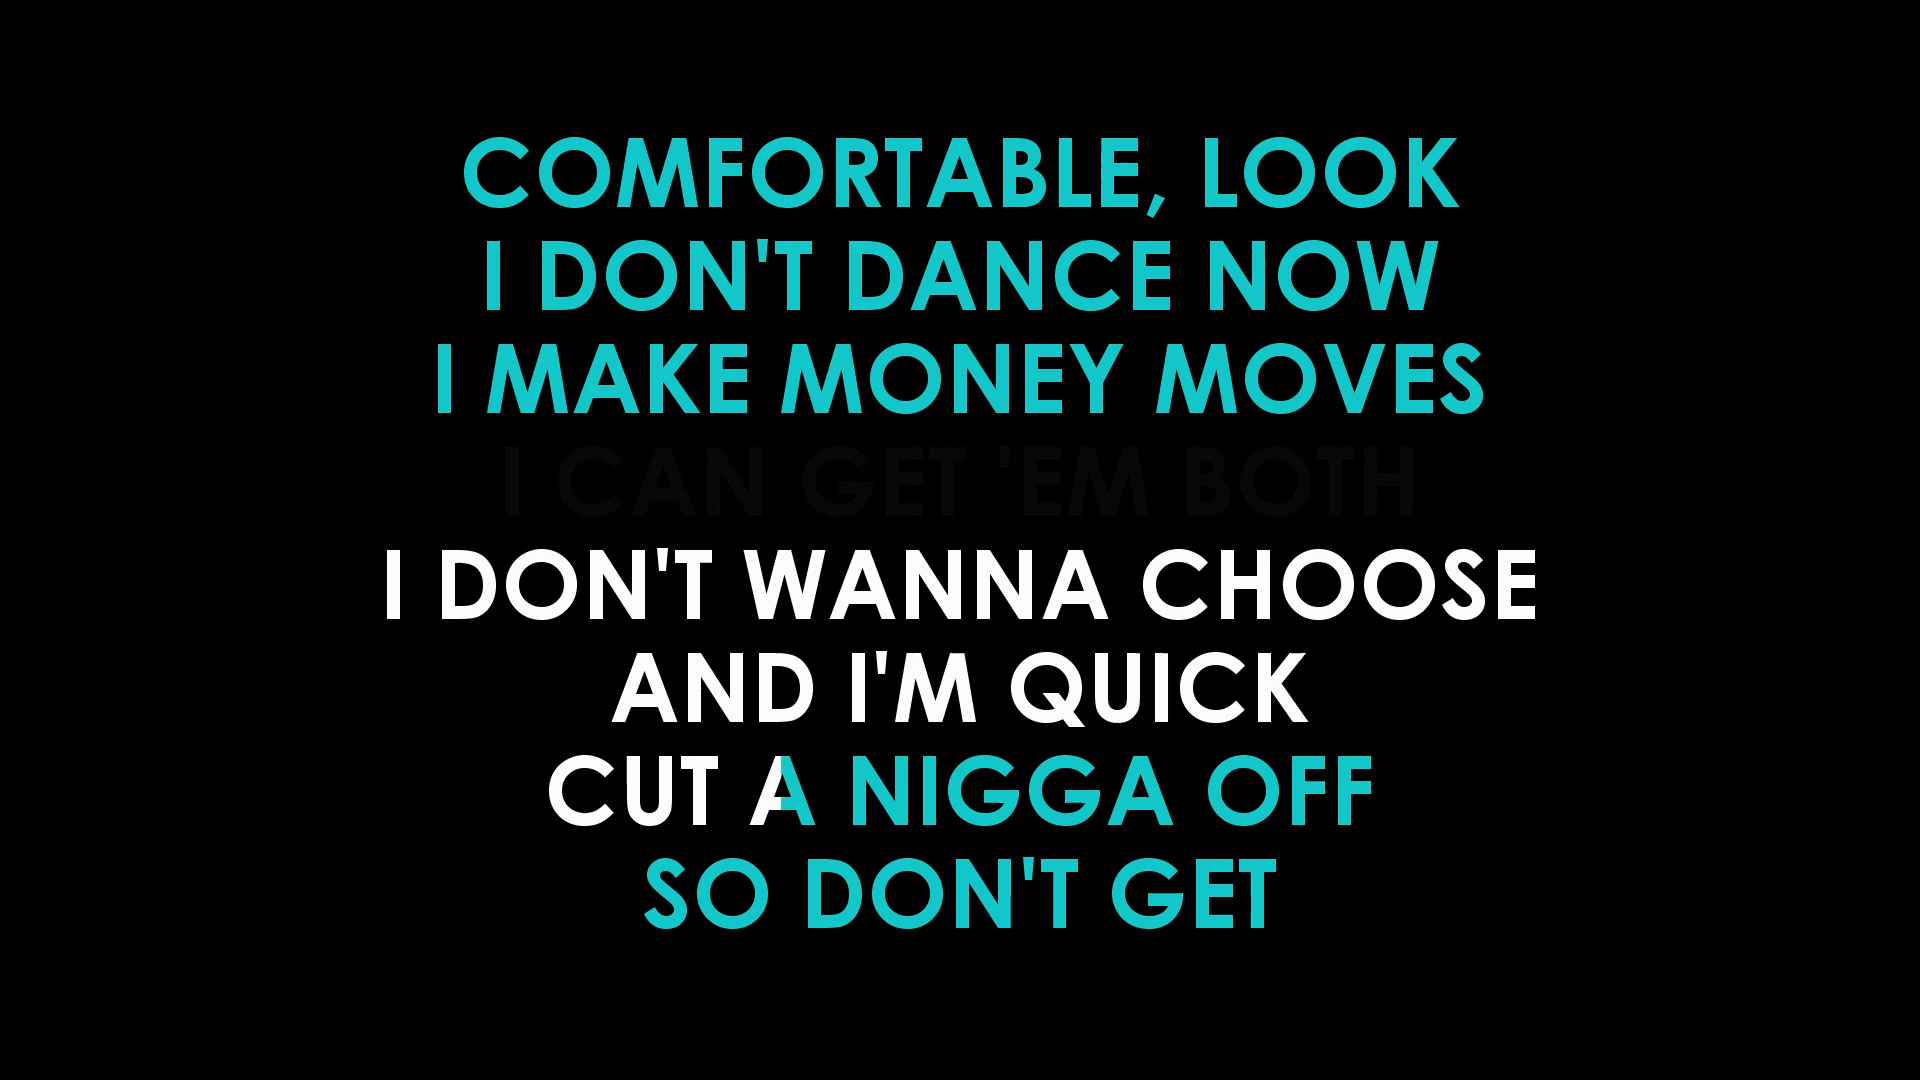 COMFORTABLE, LOOK
I DON'T DANCE NOW
I MAKE MONEY MOVES
I CAN GET 'EM BOTH
I DON'T WANNA CHOOSE
AND I'M QUICK
CUT A NIGGA OFF
SO DON'T GET